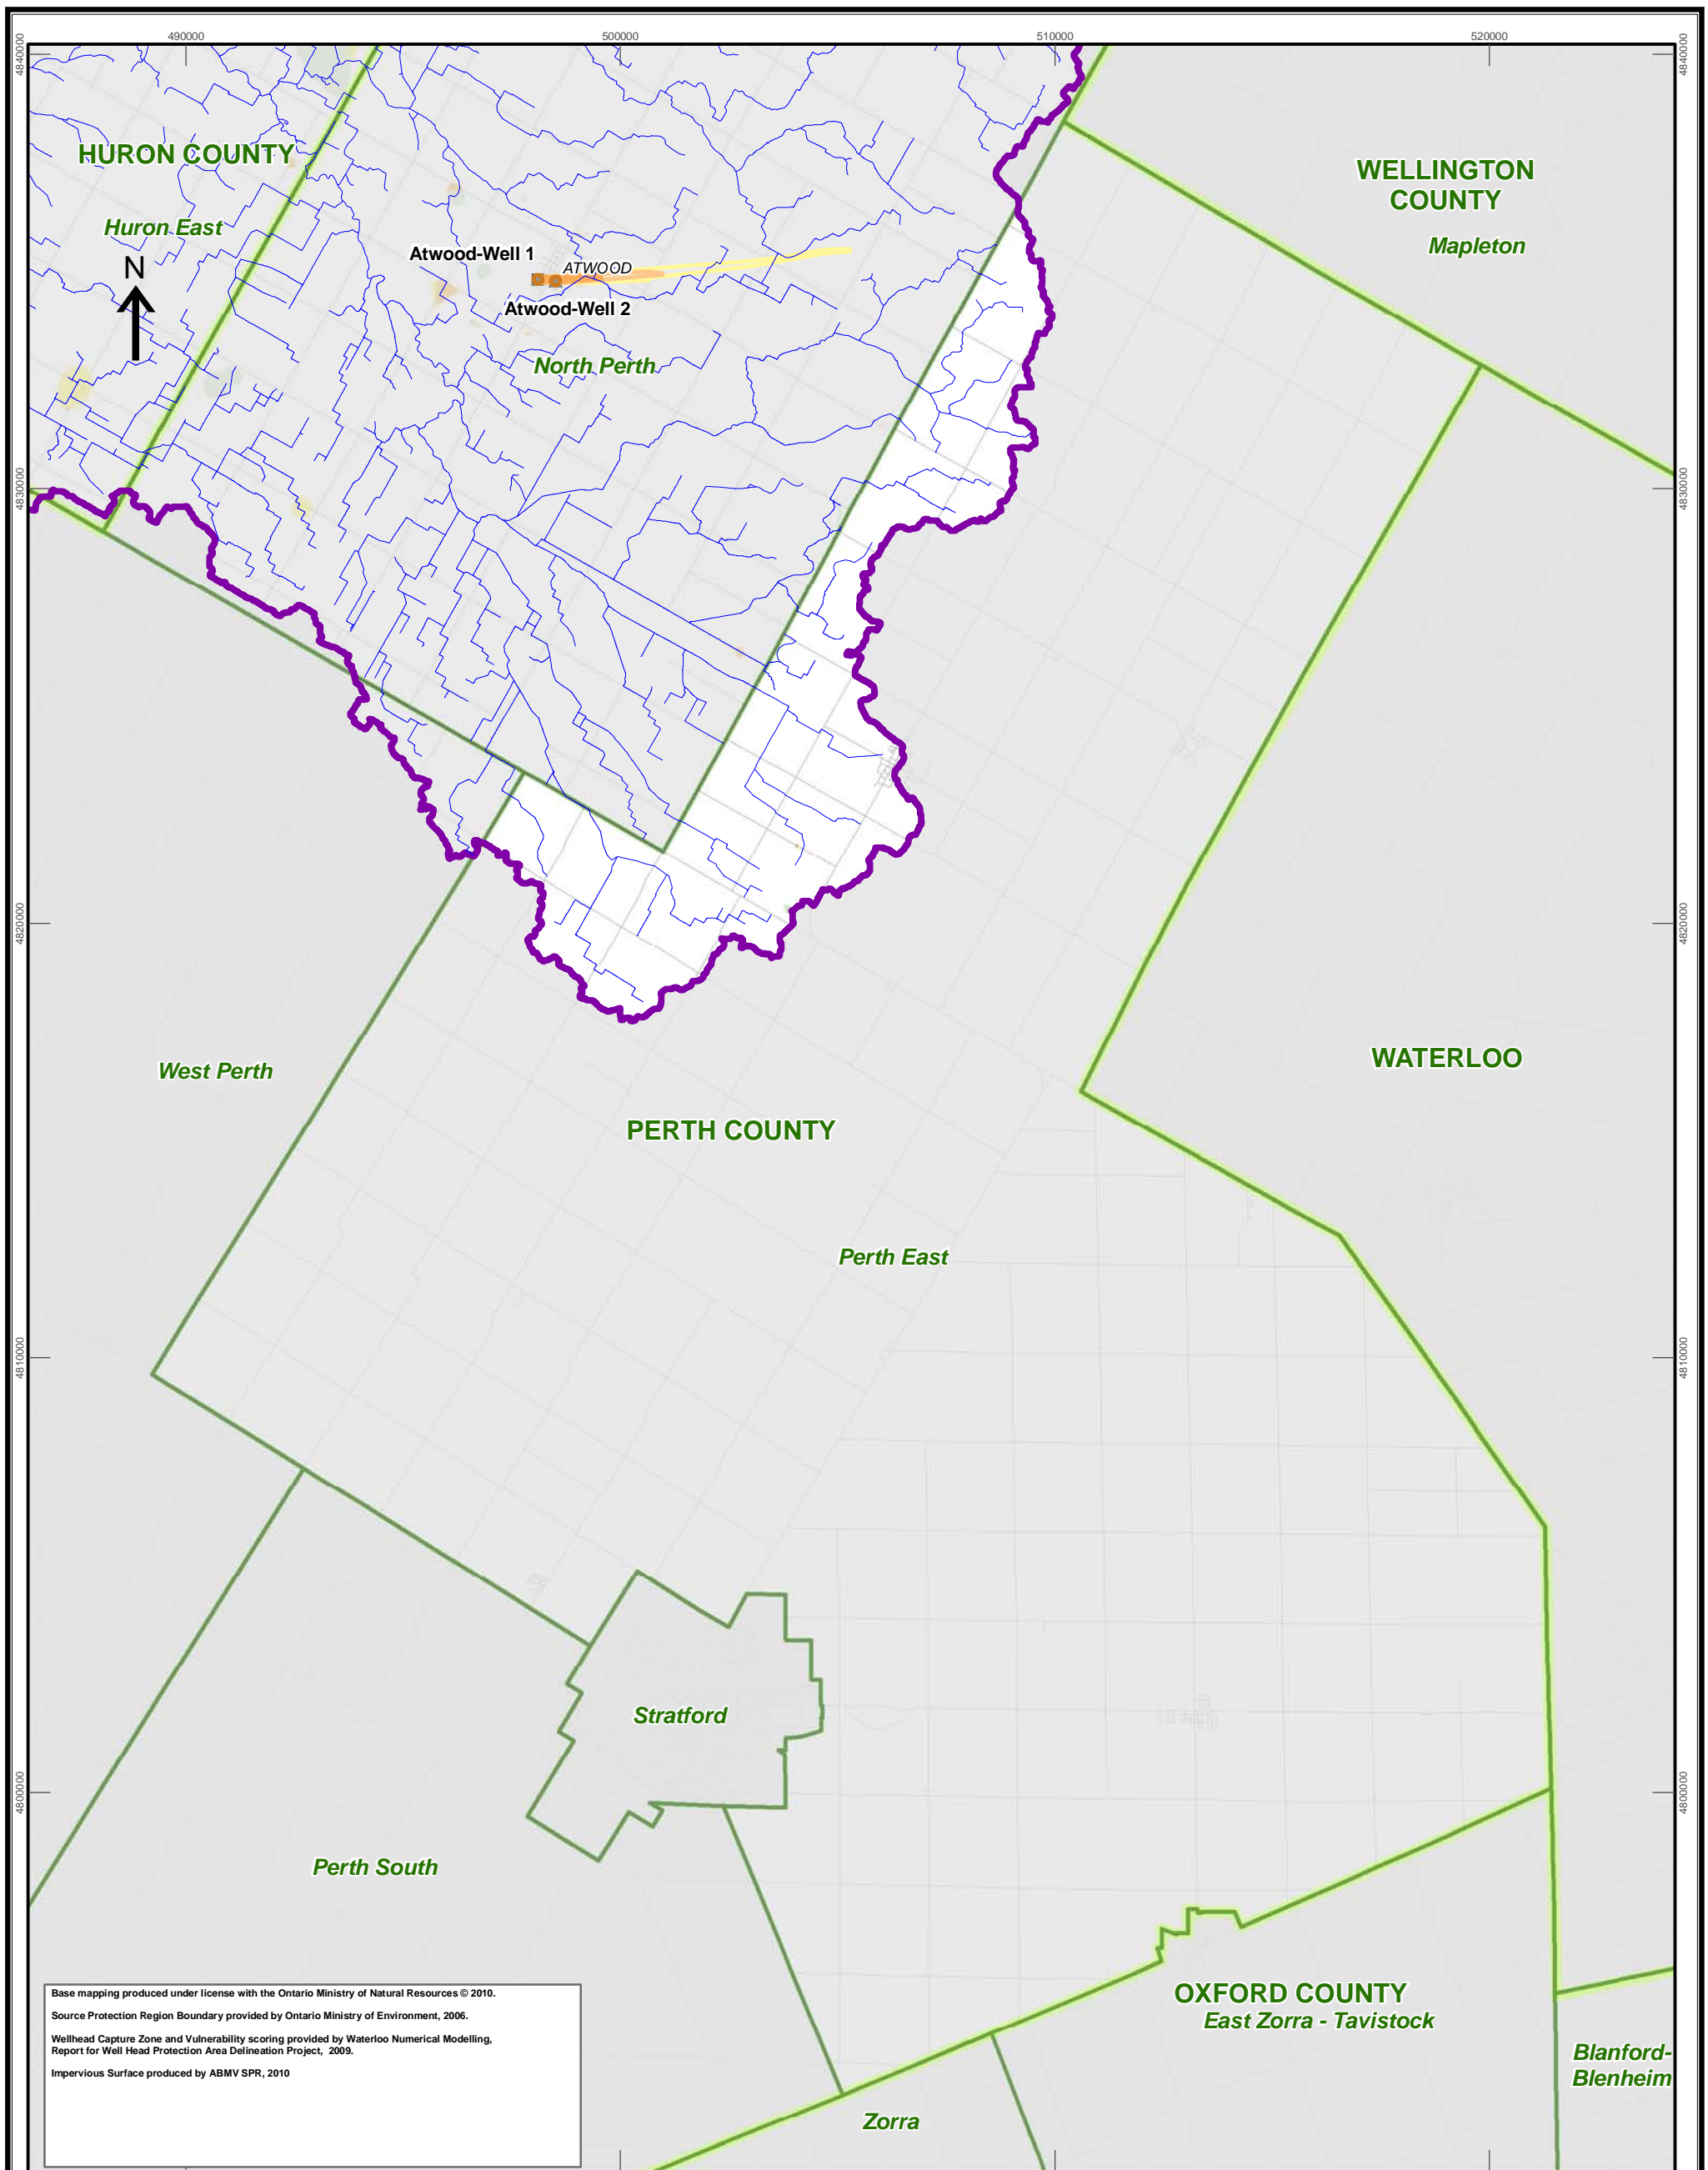 490000
500000
510000
520000
4840000
4840000
HURON COUNTY
WELLINGTON
COUNTY
Huron East
Mapleton
N
Atwood-Well 1
ATWOOD
Atwood-Well 2
North Perth
4830000
4830000
4820000
4820000
West Perth
WATERLOO
PERTH COUNTY
Perth East
4810000
4810000
Stratford
4800000
4800000
Perth South
Base mapping produced under license with the Ontario Ministry of Natural Resources © 2010.
Source Protection Region Boundary provided by Ontario Ministry of Environment, 2006.
Wellhead Capture Zone and Vulnerability scoring provided by Waterloo Numerical Modelling,
Report for Well Head Protection Area Delineation Project, 2009.
Impervious Surface produced by ABMV SPR, 2010
OXFORD COUNTY
East Zorra - Tavistock
Blanford-
Blenheim
Zorra